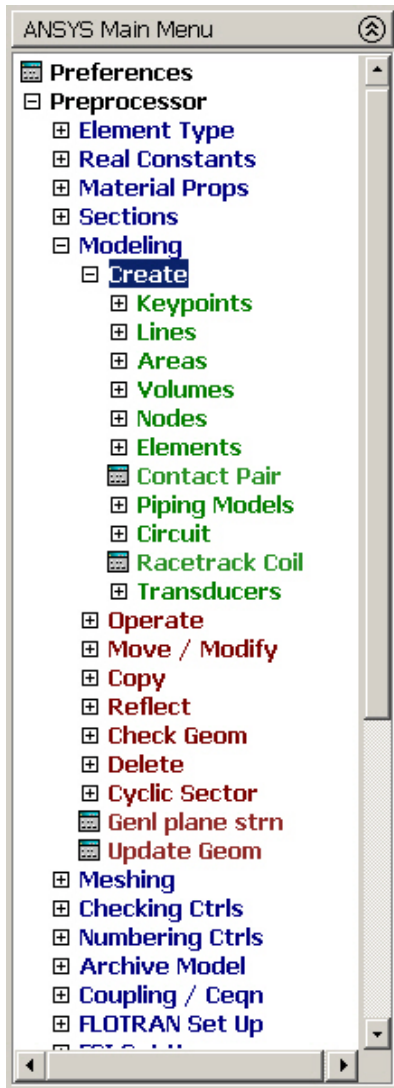 ANSYS Main Menu
Preferences
Preprocessor
Element Type
Real Constants
Material Props
Sections
Modeling
Create
Keypoints
Lines
Areas
Volumes
Nodes
Elements
Contact Pair
Piping Models
Circuit
Racetrack Coil
Transducers
Operate
Move / Modify
Copy
Reflect
Check Geom
Delete
Cyclic Sector
Genl plane strn
Update Geom
Meshing
Checking Ctrls
Numbering Ctrls
Archive Model
Coupling / Ceqn
FLOTRAN Set Up